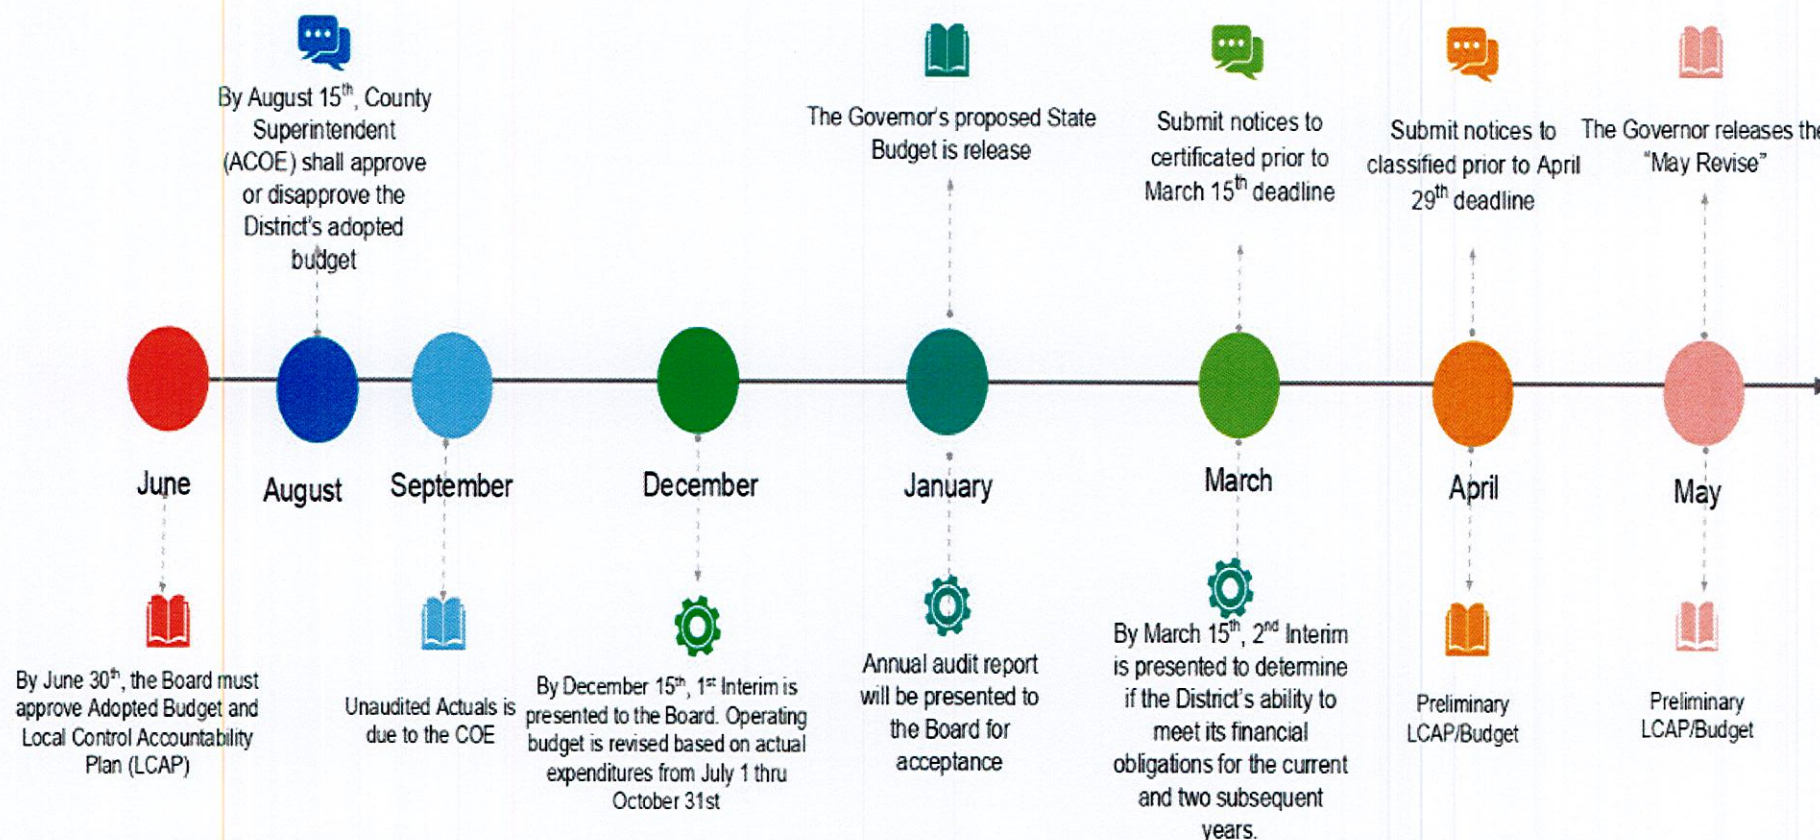 By August 15th, County
Superintendent
(ACOE) shall approve
or disapprove the
District's adopted
budget
The Governor's proposed State
Budget is release
Submit notices to
certificated prior to
March 15th deadline
Submit notices to
classified prior to April
29th deadline
The Governor releases the
"May Revise"
June
August
September
December
January
March
April
May
By June 30th, the Board must
approve Adopted Budget and
Local Control Accountability
Plan (LCAP)
Unaudited Actuals is
due to the COE
By December 15th, 1st Interim is
presented to the Board. Operating
budget is revised based on actual
expenditures from July 1 thru
October 31st
Annual audit report
will be presented to
the Board for
acceptance
By March 15th, 2nd Interim
is presented to determine
if the District's ability to
meet its financial
obligations for the current
and two subsequent
years.
Preliminary
LCAP/Budget
Preliminary
LCAP/Budget